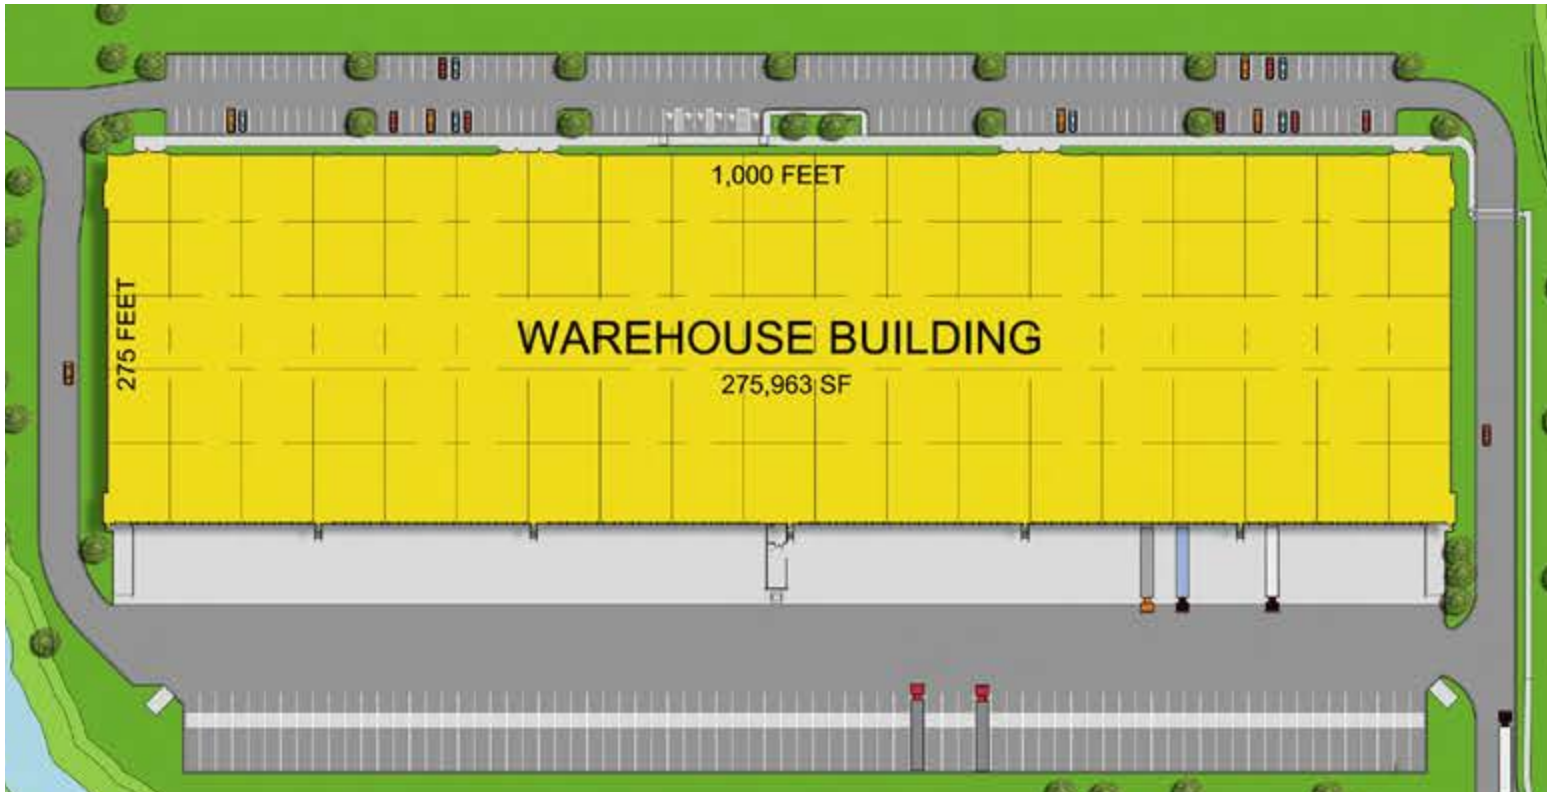 1,000 FEET
275 FEET
WAREHOUSE BUILDING
275,963 SF